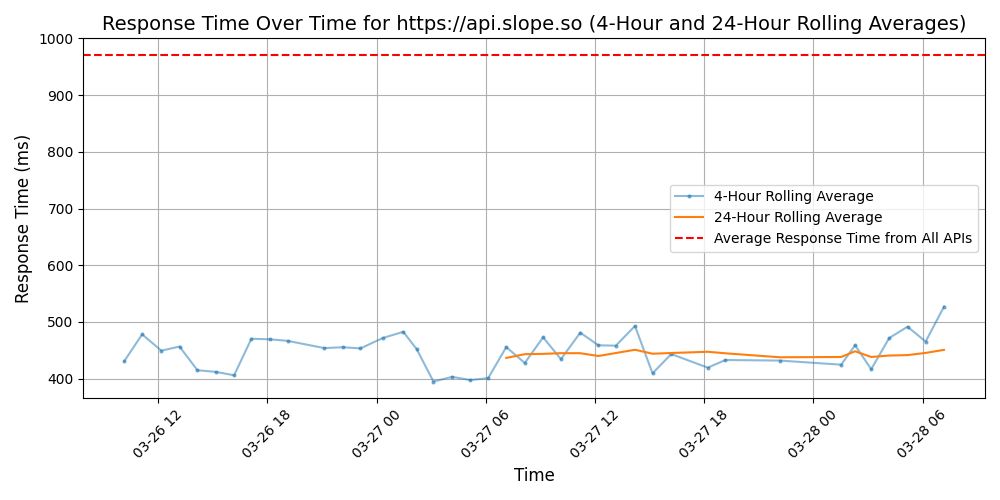 Response Time Over Time for https://api.slope.so (4-Hour and 24-Hour Rolling Averages)
Response Time (ms)
1000
900
800
700
600
500
400
4-Hour Rolling Average
24-Hour Rolling Average
Average Response Time from All APIs
03-26 12
03-26 18
03-27 00
03-27 06
03-27 12
03-27 18
03-28 00
03-28 06
Time